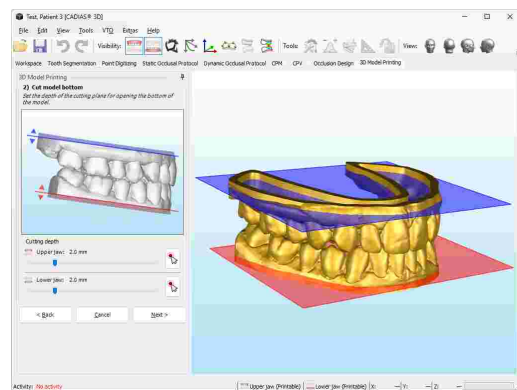 Test, Patient 3 [CADIAS® 3D]
File Edit View Tools VTO Extras Help
Visibility: Tools: View:
Workspace Tooth Segmentation Point Digitizing Static Occlusal Protocol Dynamic Occlusal Protocol CPM CPV Occlusion Design 3D Model Printing
3D Model Printing
2) Cut model bottom
Set the depth of the cutting plane for opening the bottom of
the model.
Cutting depth
Upper jaw: 2.0 mm
Lower jaw: 2.0 mm
< Back Cancel Next >
Activity: No activity Upper jaw (Printable) Lower jaw (Printable) X: — Y: — Z: —